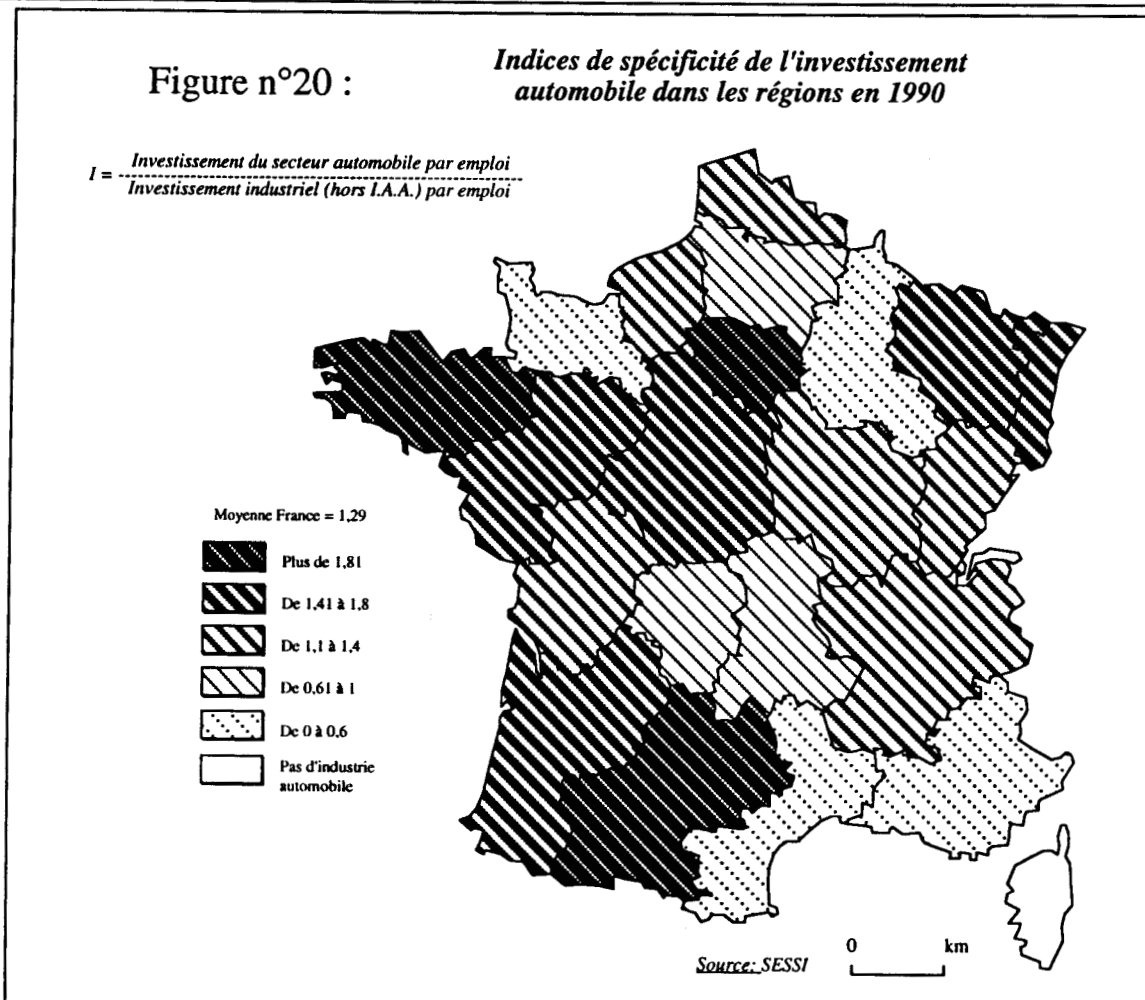 Figure n°20 :
Indices de spécificité de l'investissement
automobile dans les régions en 1990
I = Investissement du secteur automobile par emploi
Investissement industriel (hors I.A.A.) par emploi
Moyenne France = 1,29
Plus de 1,81
De 1,41 à 1,8
De 1,1 à 1,4
De 0,61 à 1
De 0 à 0,6
Pas d'industrie
automobile
0 km
Source: SESSI